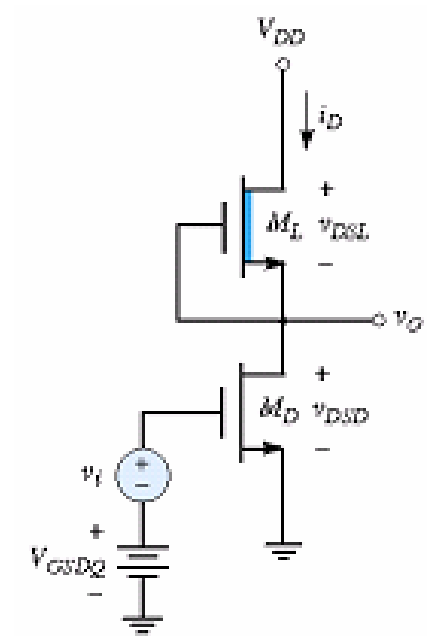 V_DD
i_D
+
M_L v_DSL
−
v_O
+
M_D v_DSD
−
v_i
+
−
+
V_GSDQ
−